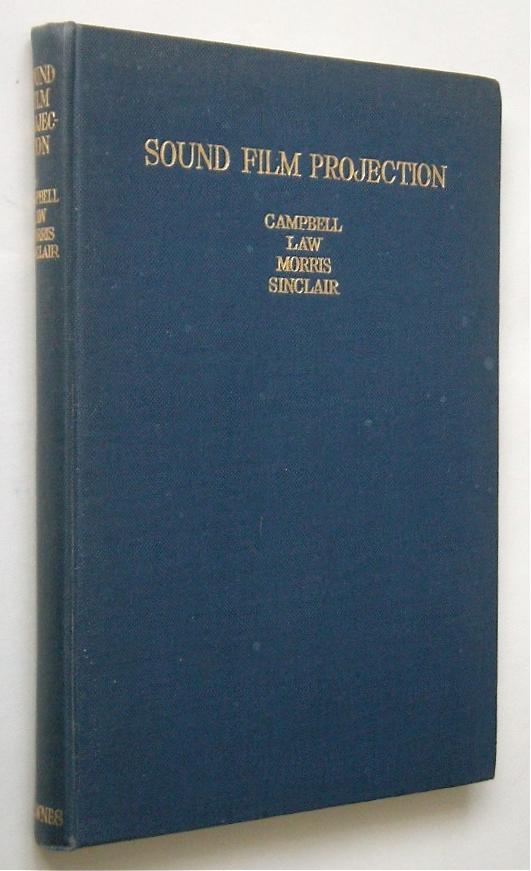 SOUND FILM PROJECTION
CAMPBELL
LAW
MORRIS
SINCLAIR